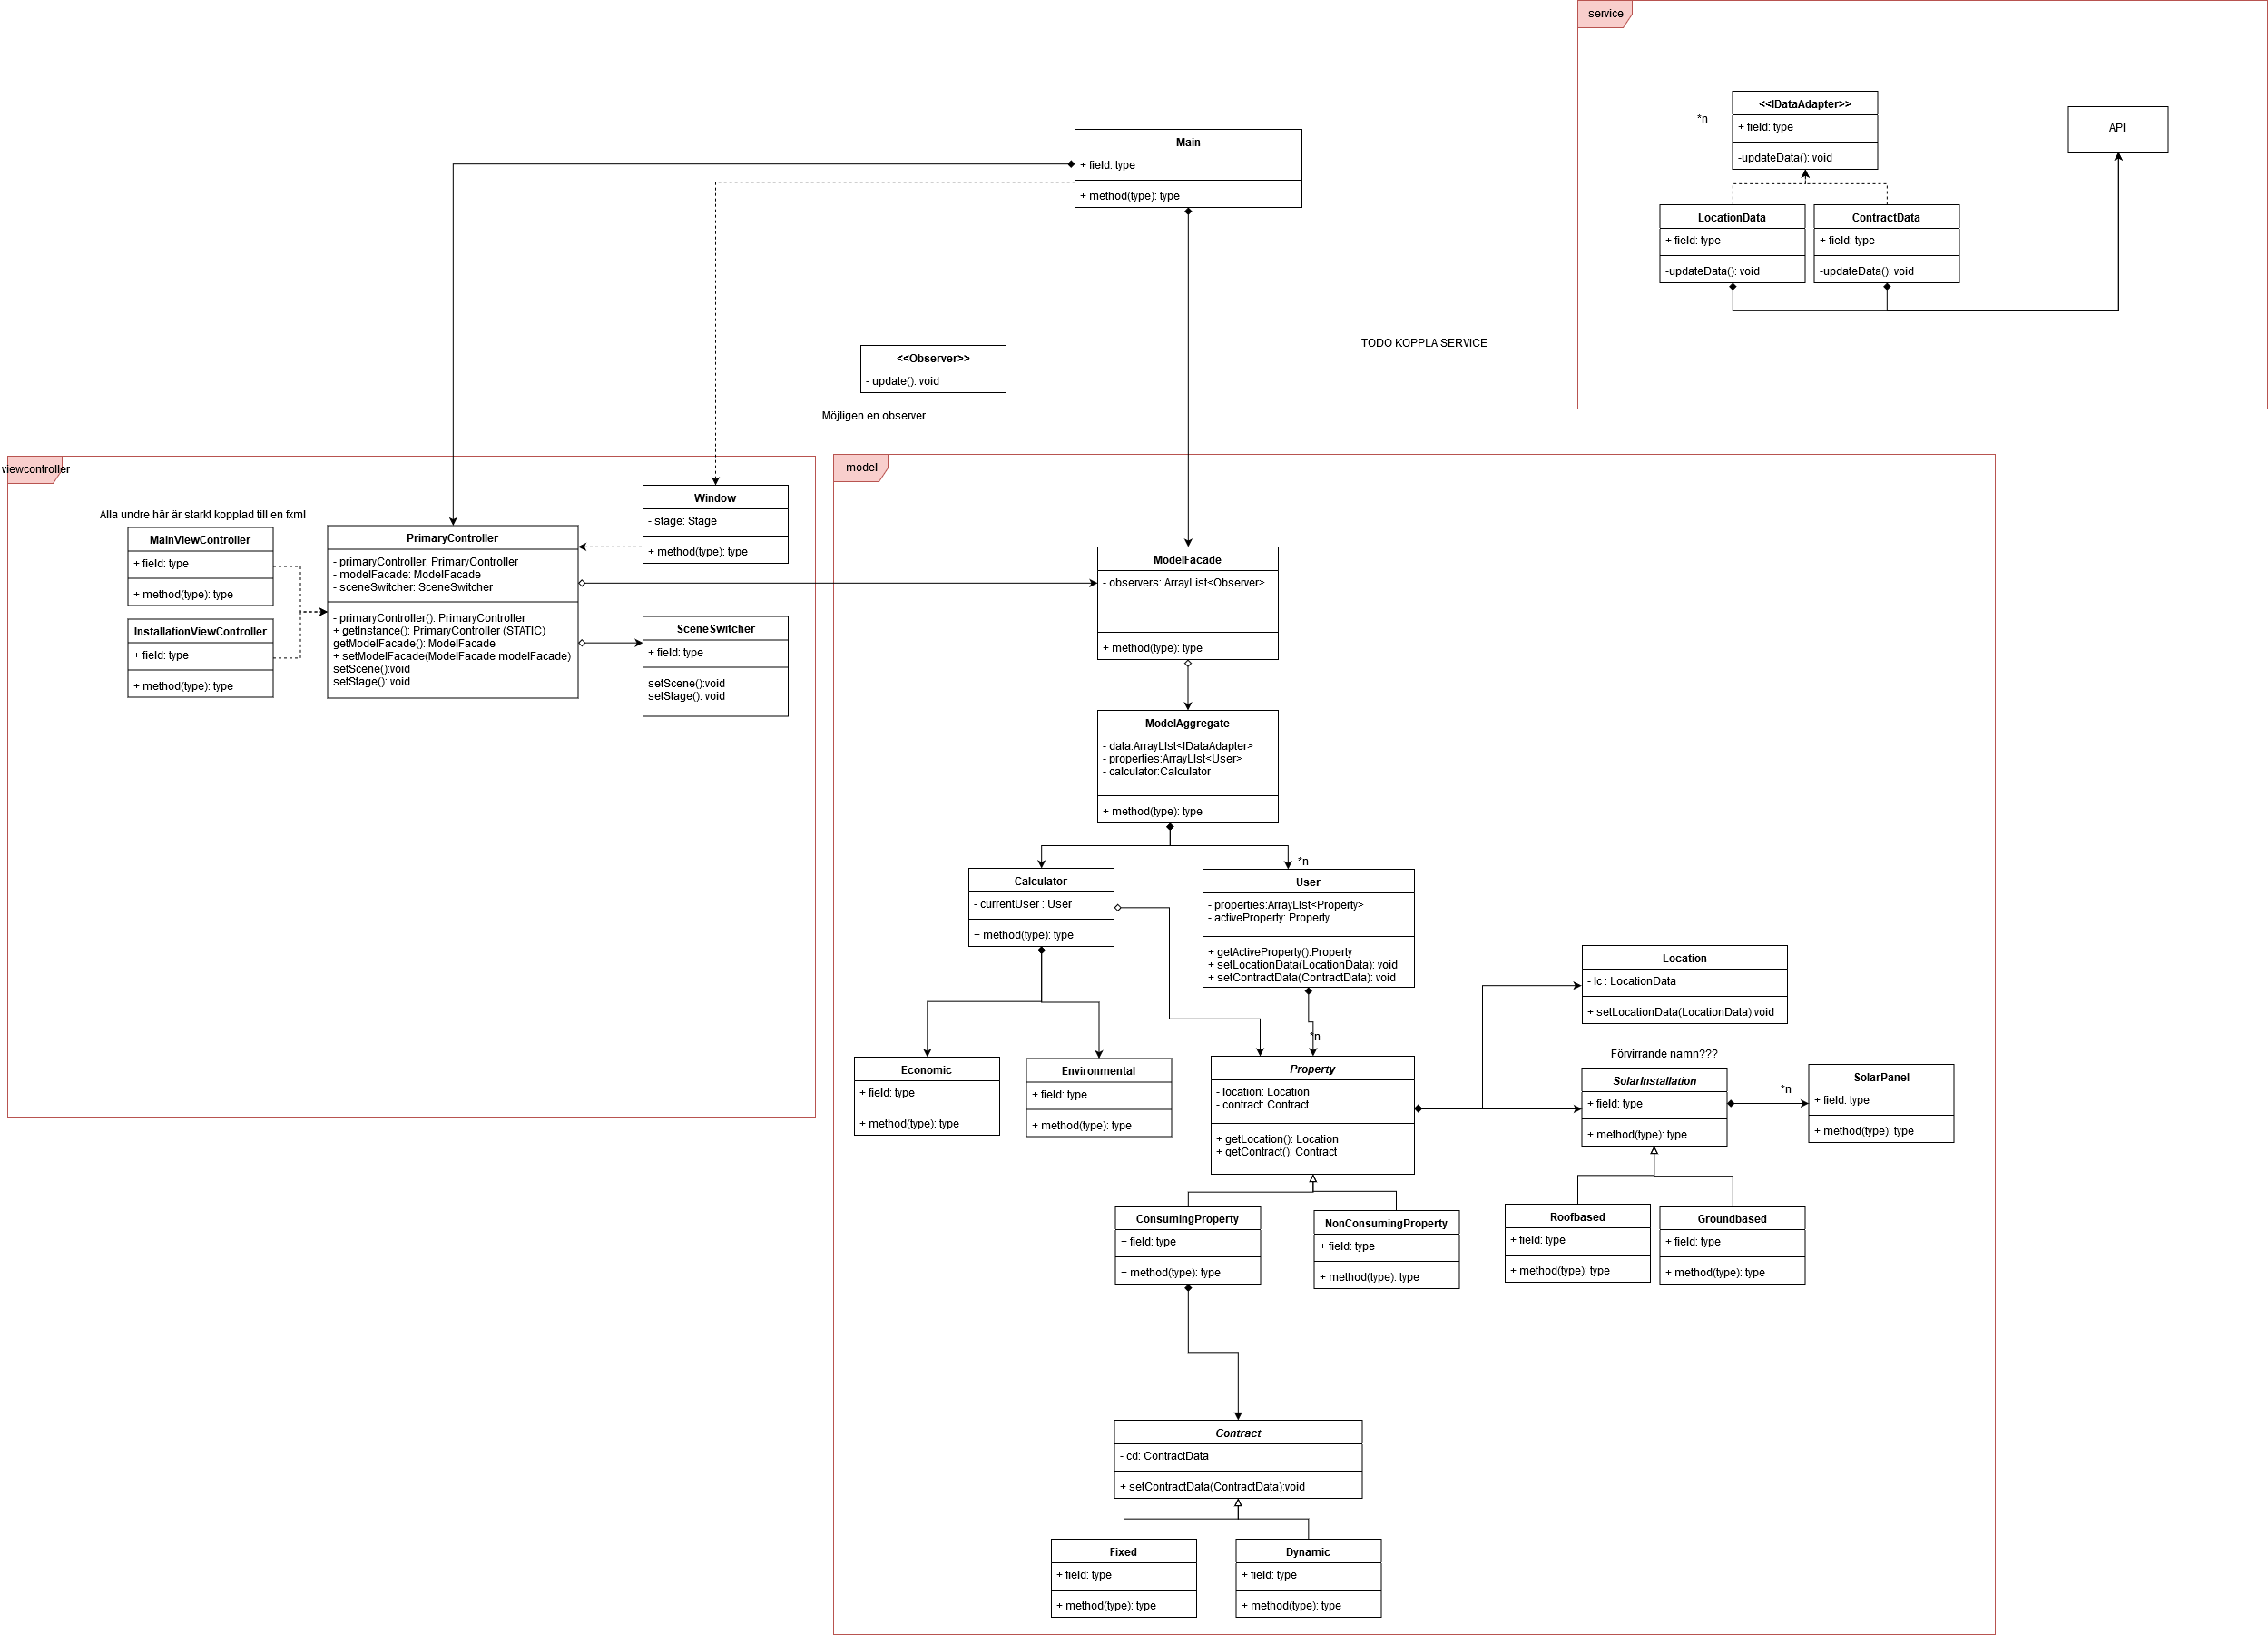 service
<<IDataAdapter>>
+ field: type
-updateData(): void
*n
API
LocationData
+ field: type
-updateData(): void
ContractData
+ field: type
-updateData(): void
Main
+ field: type
+ method(type): type
TODO KOPPLA SERVICE
<<Observer>>
- update(): void
Möjligen en observer
viewcontroller
Alla undre här är starkt kopplad till en fxml
MainViewController
+ field: type
+ method(type): type
InstallationViewController
+ field: type
+ method(type): type
PrimaryController
- primaryController: PrimaryController
- modelFacade: ModelFacade
- sceneSwitcher: SceneSwitcher
- primaryController(): PrimaryController
+ getInstance(): PrimaryController (STATIC)
getModelFacade(): ModelFacade
+ setModelFacade(ModelFacade modelFacade)
setScene():void
setStage(): void
Window
- stage: Stage
+ method(type): type
SceneSwitcher
+ field: type
setScene():void
setStage(): void
model
ModelFacade
- observers: ArrayList<Observer>
+ method(type): type
ModelAggregate
- data:ArrayLIst<IDataAdapter>
- properties:ArrayLIst<User>
- calculator:Calculator
+ method(type): type
Calculator
- currentUser : User
+ method(type): type
*n
User
- properties:ArrayLIst<Property>
- activeProperty: Property
+ getActiveProperty():Property
+ setLocationData(LocationData): void
+ setContractData(ContractData): void
Economic
+ field: type
+ method(type): type
Environmental
+ field: type
+ method(type): type
*n
Property
- location: Location
- contract: Contract
+ getLocation(): Location
+ getContract(): Contract
Location
- lc : LocationData
+ setLocationData(LocationData):void
Förvirrande namn???
SolarInstallation
+ field: type
+ method(type): type
*n
SolarPanel
+ field: type
+ method(type): type
ConsumingProperty
+ field: type
+ method(type): type
NonConsumingProperty
+ field: type
+ method(type): type
Roofbased
+ field: type
+ method(type): type
Groundbased
+ field: type
+ method(type): type
Contract
- cd: ContractData
+ setContractData(ContractData):void
Fixed
+ field: type
+ method(type): type
Dynamic
+ field: type
+ method(type): type